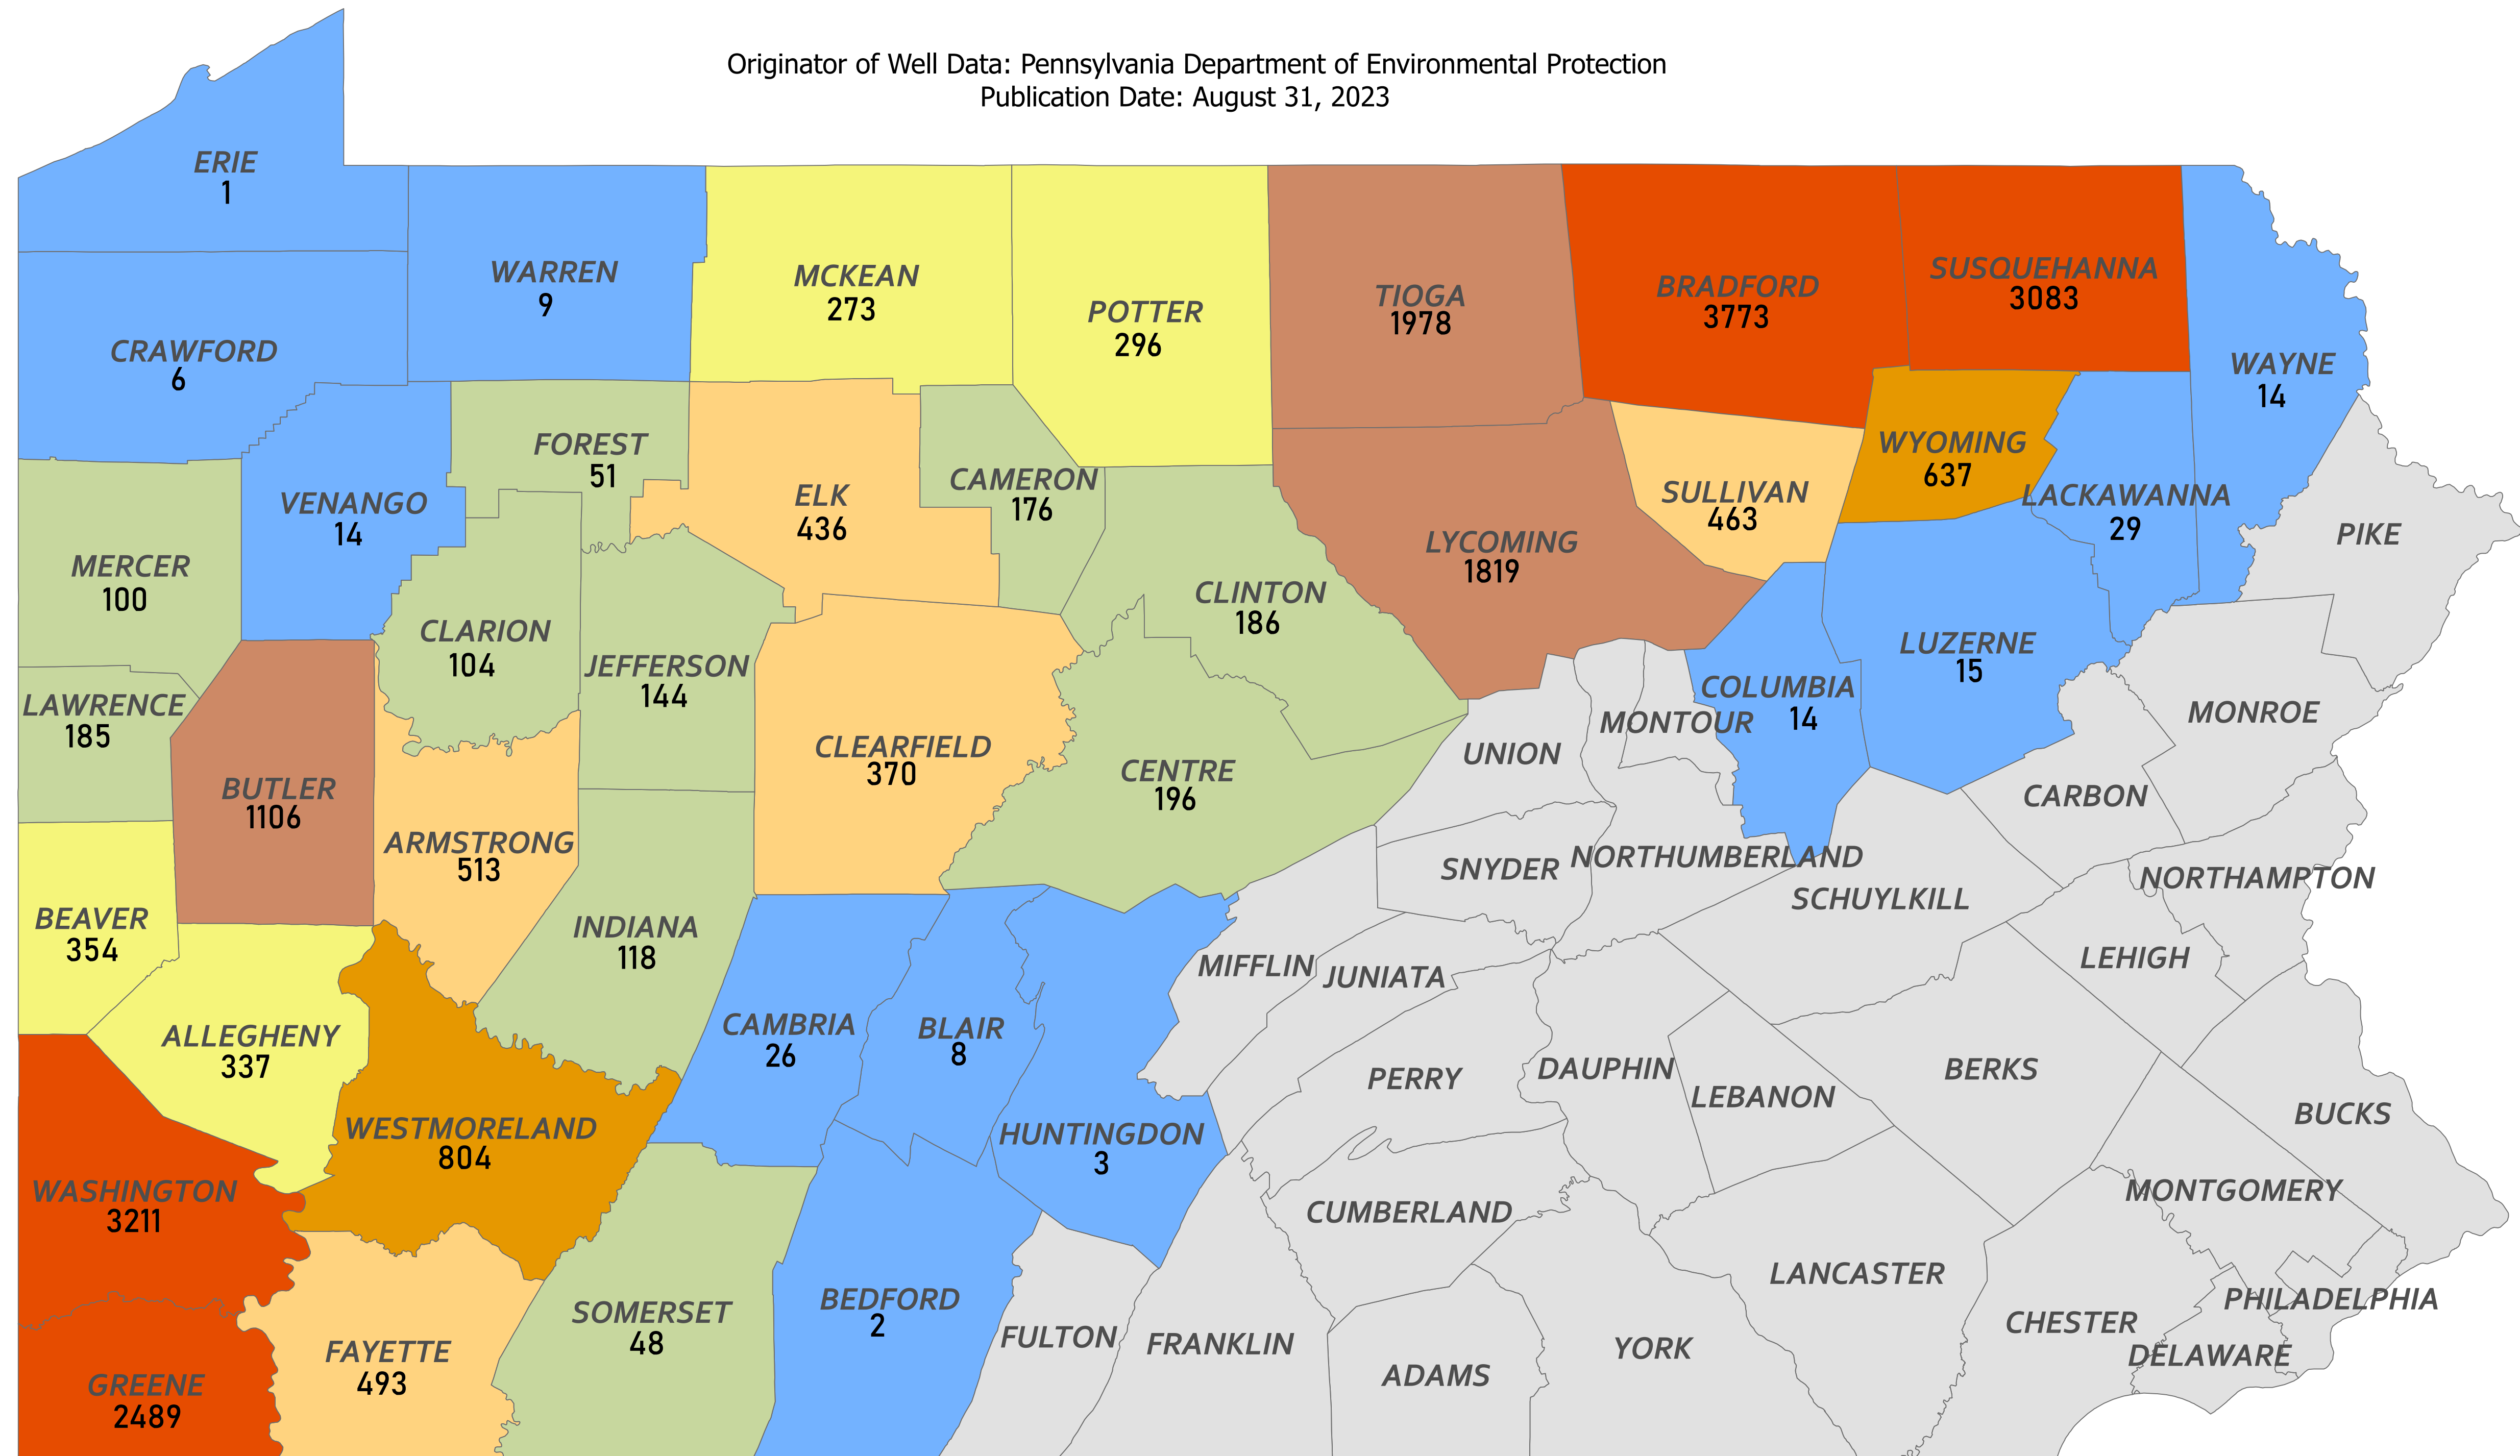 Originator of Well Data: Pennsylvania Department of Environmental Protection
Publication Date: August 31, 2023
ERIE
1
WARREN
9
MCKEAN
273
POTTER
296
TIOGA
1978
BRADFORD
3773
SUSQUEHANNA
3083
CRAWFORD
6
WAYNE
14
FOREST
51
VENANGO
14
ELK
436
CAMERON
176
SULLIVAN
463
WYOMING
637
LACKAWANNA
29
PIKE
MERCER
100
CLARION
104
JEFFERSON
144
CLINTON
186
LYCOMING
1819
LUZERNE
15
COLUMBIA
14
MONTOUR
MONROE
LAWRENCE
185
BUTLER
1106
ARMSTRONG
513
CLEARFIELD
370
CENTRE
196
UNION
CARBON
SNYDER
NORTHUMBERLAND
SCHUYLKILL
NORTHAMPTON
BEAVER
354
INDIANA
118
MIFFLIN
JUNIATA
LEHIGH
ALLEGHENY
337
CAMBRIA
26
BLAIR
8
PERRY
DAUPHIN
LEBANON
BERKS
BUCKS
WESTMORELAND
804
HUNTINGDON
3
WASHINGTON
3211
CUMBERLAND
MONTGOMERY
LANCASTER
SOMERSET
48
BEDFORD
2
FULTON
FRANKLIN
ADAMS
YORK
CHESTER
PHILADELPHIA
DELAWARE
FAYETTE
493
GREENE
2489